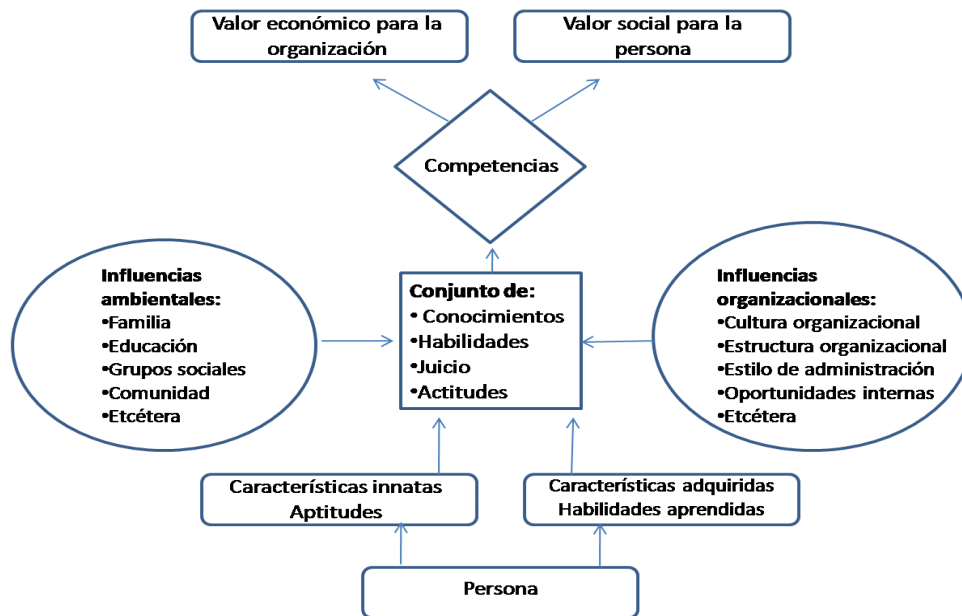 Valor económico para la
organización
Valor social para la
persona
Competencias
Influencias
ambientales:
•Familia
•Educación
•Grupos sociales
•Comunidad
•Etcétera
Conjunto de:
• Conocimientos
•Habilidades
•Juicio
•Actitudes
Influencias
organizacionales:
•Cultura organizacional
•Estructura organizacional
•Estilo de administración
•Oportunidades internas
•Etcétera
Características innatas
Aptitudes
Características adquiridas
Habilidades aprendidas
Persona